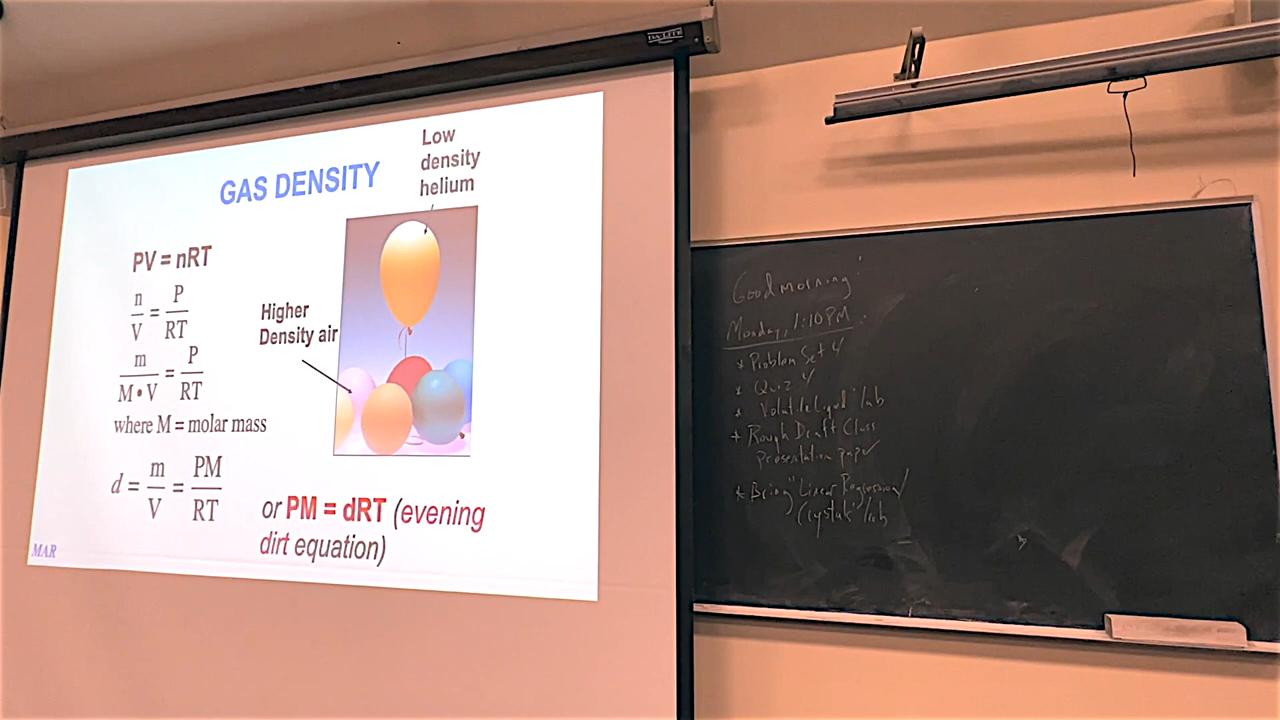 DA-LITE
GAS DENSITY
Low
density
helium
PV = nRT
n/V = P/RT
Higher
Density air
m/M•V = P/RT
where M = molar mass
d = m/V = PM/RT
or PM = dRT (evening
dirt equation)
MAR
Good morning!
Monday, 1:10 PM
* Problem Set 4
* Quiz 4
* "Volatile Liquid" lab
* Rough Draft Class
Presentation paper
* Bring "Linear Regression/
Crystals" lab